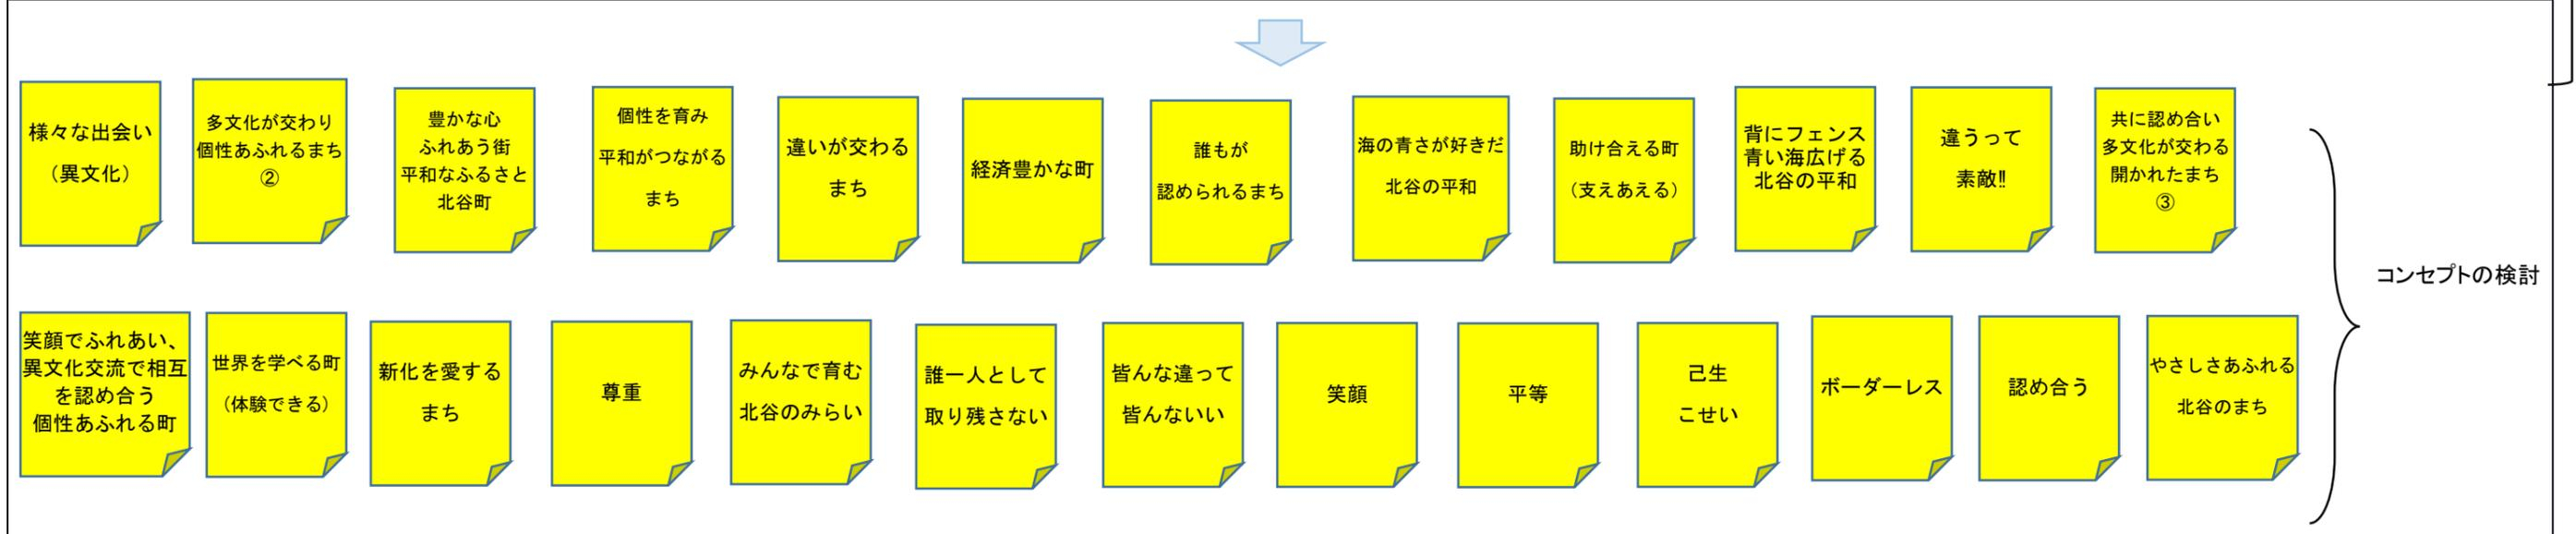 様々な出会い
（異文化）
多文化が交わり
個性あふれるまち
②
豊かな心
ふれあう街
平和なふるさと
北谷町
個性を育み
平和がつながる
まち
違いが交わる
まち
経済豊かな町
誰もが
認められるまち
海の青さが好きだ
北谷の平和
助け合える町
（支えあえる）
背にフェンス
青い海広げる
北谷の平和
違うって
素敵‼
共に認め合い
多文化が交わる
開かれたまち
③
コンセプトの検討
笑顔でふれあい、
異文化交流で相互
を認め合う
個性あふれる町
世界を学べる町
（体験できる）
新化を愛する
まち
尊重
みんなで育む
北谷のみらい
誰一人として
取り残さない
皆んな違って
皆んないい
笑顔
平等
己生
こせい
ボーダーレス
認め合う
やさしさあふれる
北谷のまち